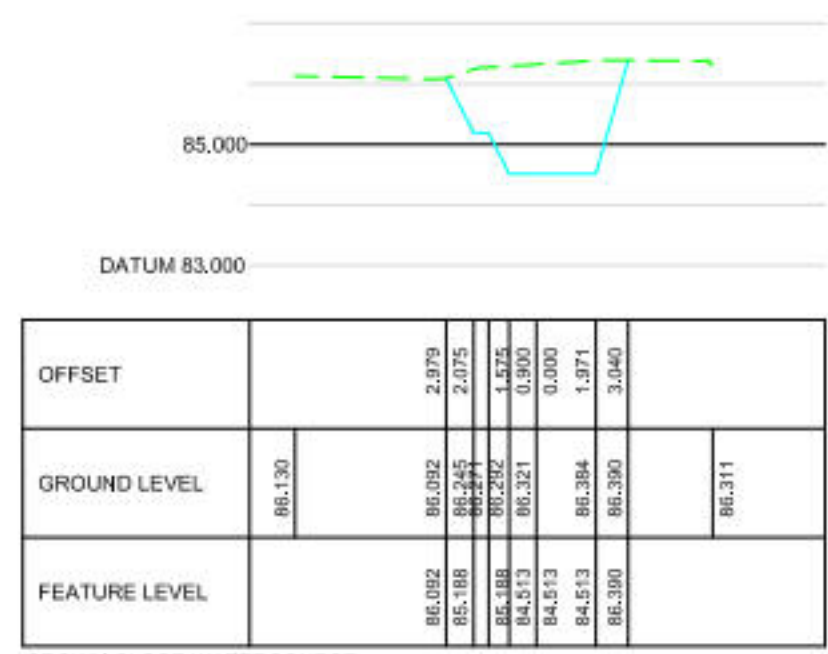 85.000
DATUM 83.000
OFFSET 2.979 2.075 1.575 0.900 0.000 1.971 3.040
GROUND LEVEL 86.130 86.092 86.245 86.271 86.292 86.321 86.384 86.390 86.311
FEATURE LEVEL 86.092 85.188 85.188 84.513 84.513 84.513 86.390